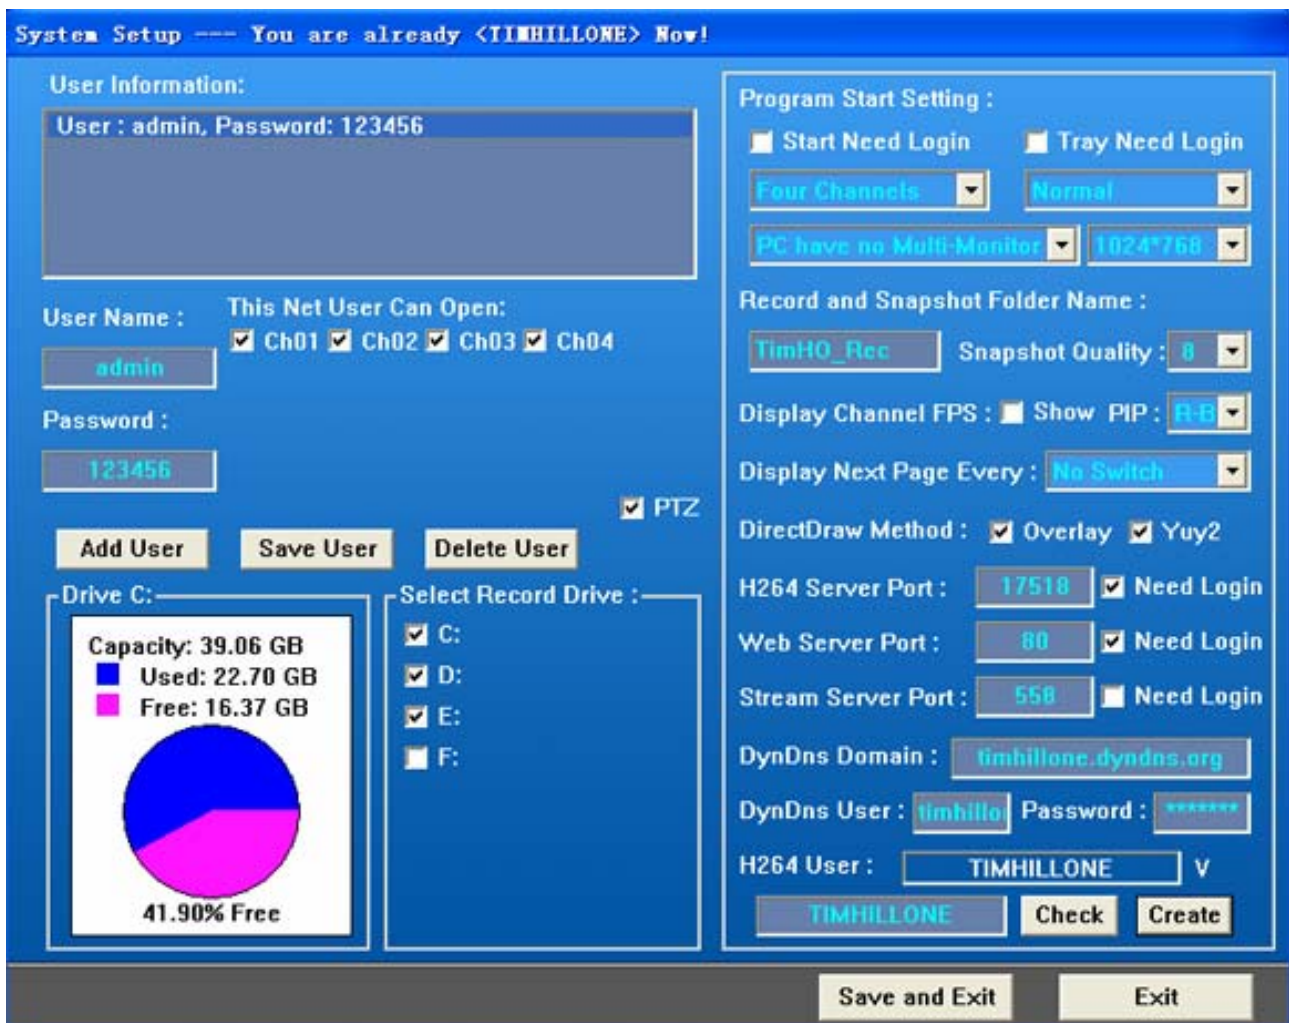 System Setup --- You are already <TIMHILLONE> Now!
User Information:
User : admin, Password: 123456
User Name :
This Net User Can Open:
Ch01 Ch02 Ch03 Ch04
admin
Password :
123456
PTZ
Add User Save User Delete User
Drive C:
Capacity: 39.06 GB
Used: 22.70 GB
Free: 16.37 GB
41.90% Free
Select Record Drive :
C:
D:
E:
F:
Program Start Setting :
Start Need Login Tray Need Login
Four Channels Normal
PC have no Multi-Monitor 1024*768
Record and Snapshot Folder Name :
TimHO_Rec Snapshot Quality : 8
Display Channel FPS : Show PIP : R-B
Display Next Page Every : No Switch
DirectDraw Method : Overlay Yuy2
H264 Server Port : 17518 Need Login
Web Server Port : 80 Need Login
Stream Server Port : 558 Need Login
DynDns Domain : timhillone.dyndns.org
DynDns User : timhillo Password : *******
H264 User : TIMHILLONE V
TIMHILLONE Check Create
Save and Exit Exit